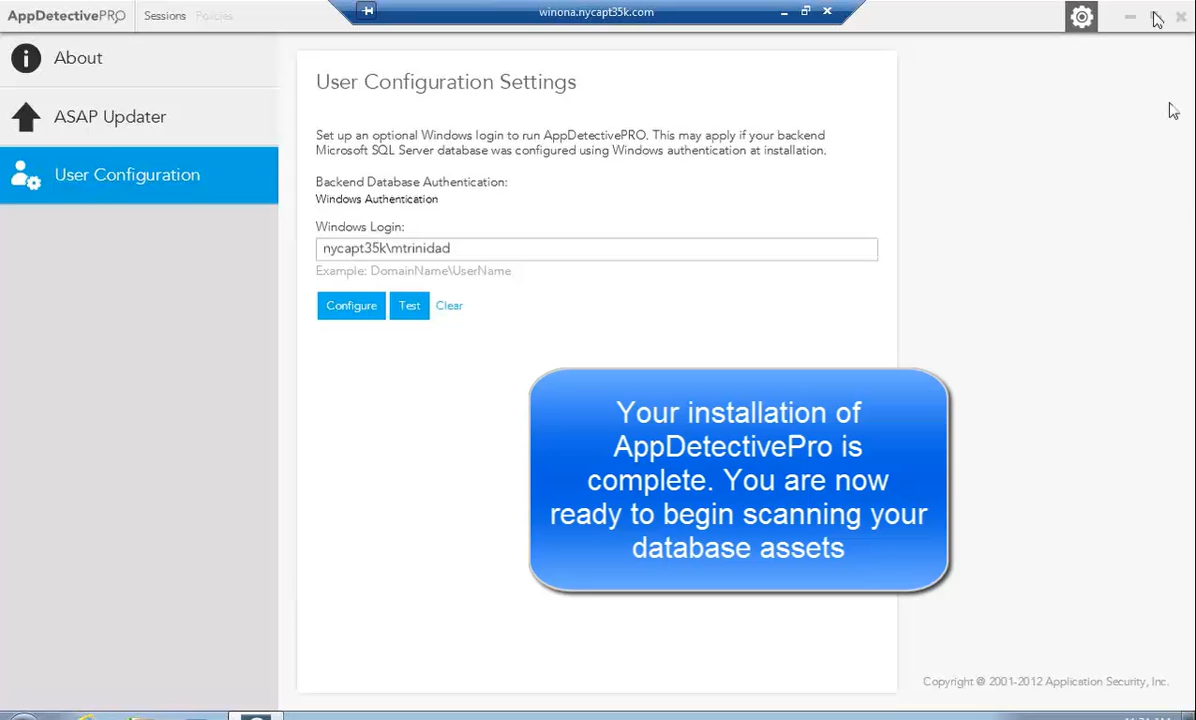 AppDetectivePRO Sessions Policies
winona.nycapt35k.com
About
ASAP Updater
User Configuration
User Configuration Settings
Set up an optional Windows login to run AppDetectivePRO. This may apply if your backend
Microsoft SQL Server database was configured using Windows authentication at installation.
Backend Database Authentication:
Windows Authentication
Windows Login:
nycapt35k\mtrinidad
Example: DomainName\UserName
Configure Test Clear
Your installation of
AppDetectivePro is
complete. You are now
ready to begin scanning your
database assets
Copyright © 2001-2012 Application Security, Inc.